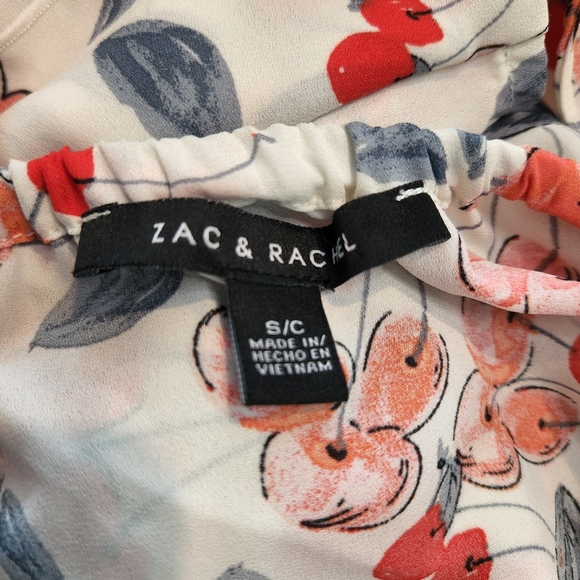 ZAC & RACHEL
S/C
MADE IN/
HECHO EN
VIETNAM